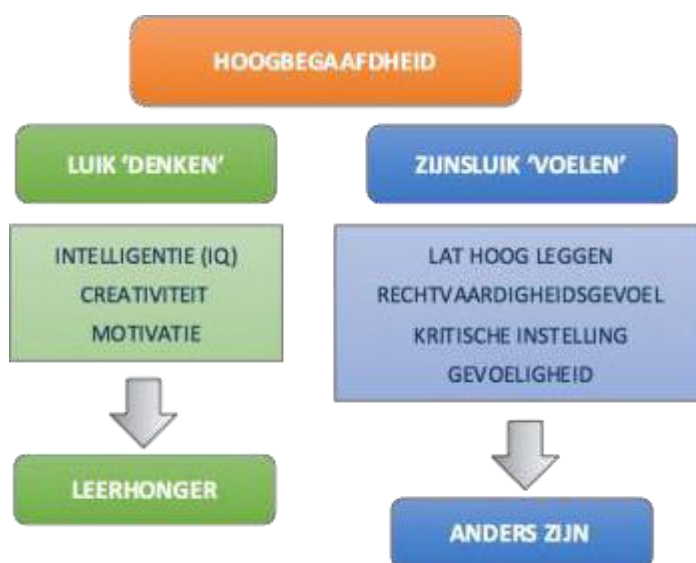 HOOGBEGAAFDHEID
LUIK 'DENKEN'
INTELLIGENTIE (IQ)
CREATIVITEIT
MOTIVATIE
LEERHONGER
ZIJNSLUIK 'VOELEN'
LAT HOOG LEGGEN
RECHTVAARDIGHEIDSGEVOEL
KRITISCHE INSTELLING
GEVOELIGHEID
ANDERS ZIJN